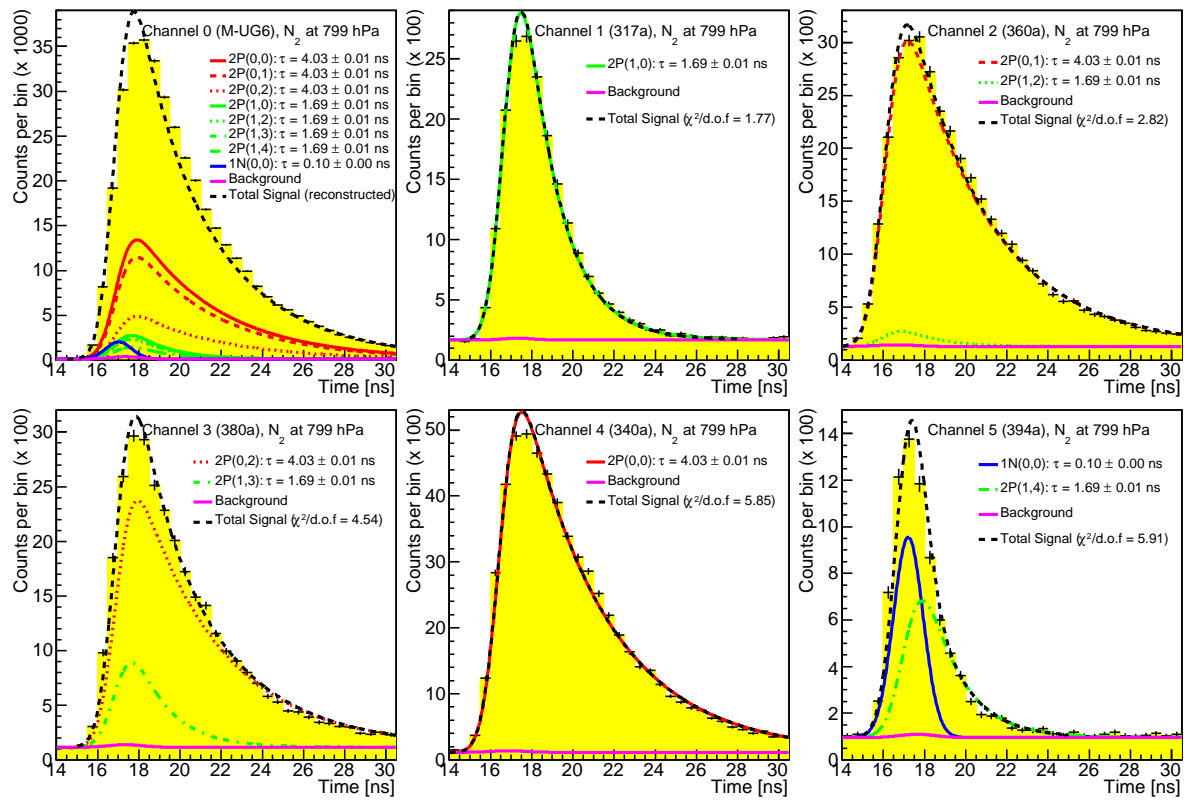 Channel 0 (M-UG6), N2 at 799 hPa
2P(0,0): τ = 4.03 ± 0.01 ns
2P(0,1): τ = 4.03 ± 0.01 ns
2P(0,2): τ = 4.03 ± 0.01 ns
2P(1,0): τ = 1.69 ± 0.01 ns
2P(1,2): τ = 1.69 ± 0.01 ns
2P(1,3): τ = 1.69 ± 0.01 ns
2P(1,4): τ = 1.69 ± 0.01 ns
1N(0,0): τ = 0.10 ± 0.00 ns
Background
Total Signal (reconstructed)
Counts per bin (x 1000)
35
30
25
20
15
10
5
0
14 16 18 20 22 24 26 28 30
Time [ns]
Channel 1 (317a), N2 at 799 hPa
2P(1,0): τ = 1.69 ± 0.01 ns
Background
Total Signal (χ²/d.o.f = 1.77)
Counts per bin (x 100)
25
20
15
10
5
0
14 16 18 20 22 24 26 28 30
Time [ns]
Channel 2 (360a), N2 at 799 hPa
2P(0,1): τ = 4.03 ± 0.01 ns
2P(1,2): τ = 1.69 ± 0.01 ns
Background
Total Signal (χ²/d.o.f = 2.82)
Counts per bin (x 100)
30
25
20
15
10
5
0
14 16 18 20 22 24 26 28 30
Time [ns]
Channel 3 (380a), N2 at 799 hPa
2P(0,2): τ = 4.03 ± 0.01 ns
2P(1,3): τ = 1.69 ± 0.01 ns
Background
Total Signal (χ²/d.o.f = 4.54)
Counts per bin (x 100)
30
25
20
15
10
5
0
14 16 18 20 22 24 26 28 30
Time [ns]
Channel 4 (340a), N2 at 799 hPa
2P(0,0): τ = 4.03 ± 0.01 ns
Background
Total Signal (χ²/d.o.f = 5.85)
Counts per bin (x 100)
50
40
30
20
10
0
14 16 18 20 22 24 26 28 30
Time [ns]
Channel 5 (394a), N2 at 799 hPa
1N(0,0): τ = 0.10 ± 0.00 ns
2P(1,4): τ = 1.69 ± 0.01 ns
Background
Total Signal (χ²/d.o.f = 5.91)
Counts per bin (x 100)
14
12
10
8
6
4
2
0
14 16 18 20 22 24 26 28 30
Time [ns]